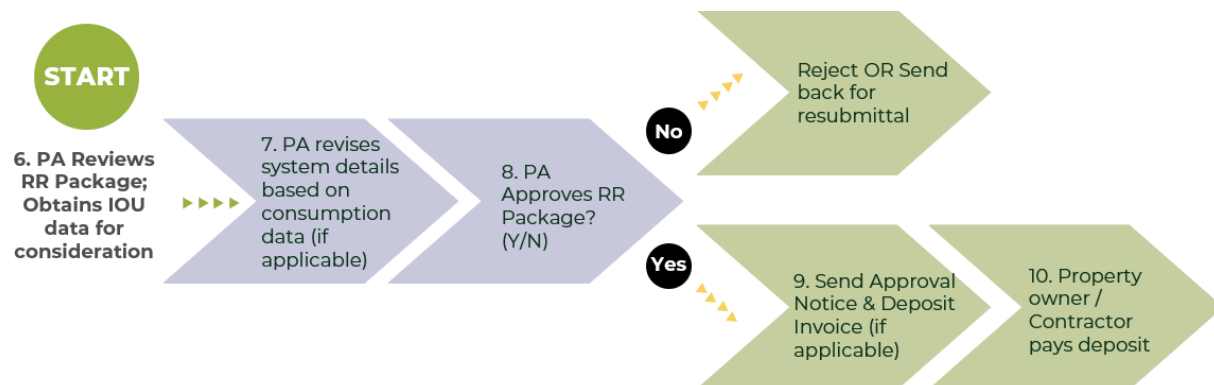 START
6. PA Reviews
RR Package;
Obtains IOU
data for
consideration
7. PA revises
system details
based on
consumption
data (if
applicable)
8. PA
Approves RR
Package?
(Y/N)
No
Reject OR Send
back for
resubmittal
Yes
9. Send Approval
Notice & Deposit
Invoice (if
applicable)
10. Property
owner /
Contractor
pays deposit